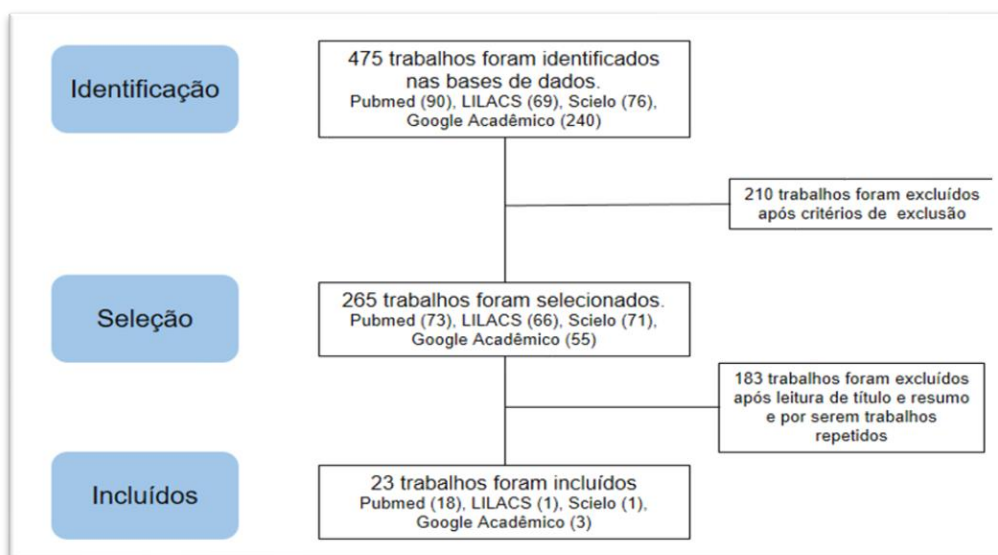 Identificação
475 trabalhos foram identificados
nas bases de dados.
Pubmed (90), LILACS (69), Scielo (76),
Google Acadêmico (240)
210 trabalhos foram excluídos
após critérios de exclusão
Seleção
265 trabalhos foram selecionados.
Pubmed (73), LILACS (66), Scielo (71),
Google Acadêmico (55)
183 trabalhos foram excluídos
após leitura de título e resumo
e por serem trabalhos
repetidos
Incluídos
23 trabalhos foram incluídos
Pubmed (18), LILACS (1), Scielo (1),
Google Acadêmico (3)